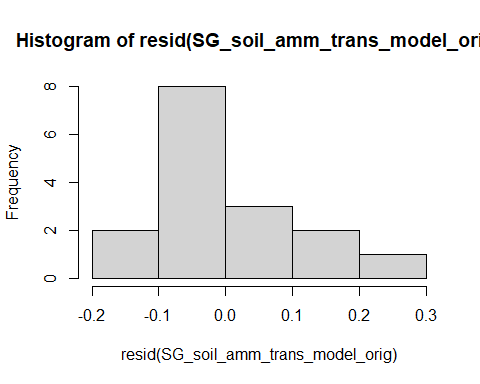 Histogram of resid(SG_soil_amm_trans_model_ori
8
6
4
2
0
Frequency
-0.2 -0.1 0.0 0.1 0.2 0.3
resid(SG_soil_amm_trans_model_orig)